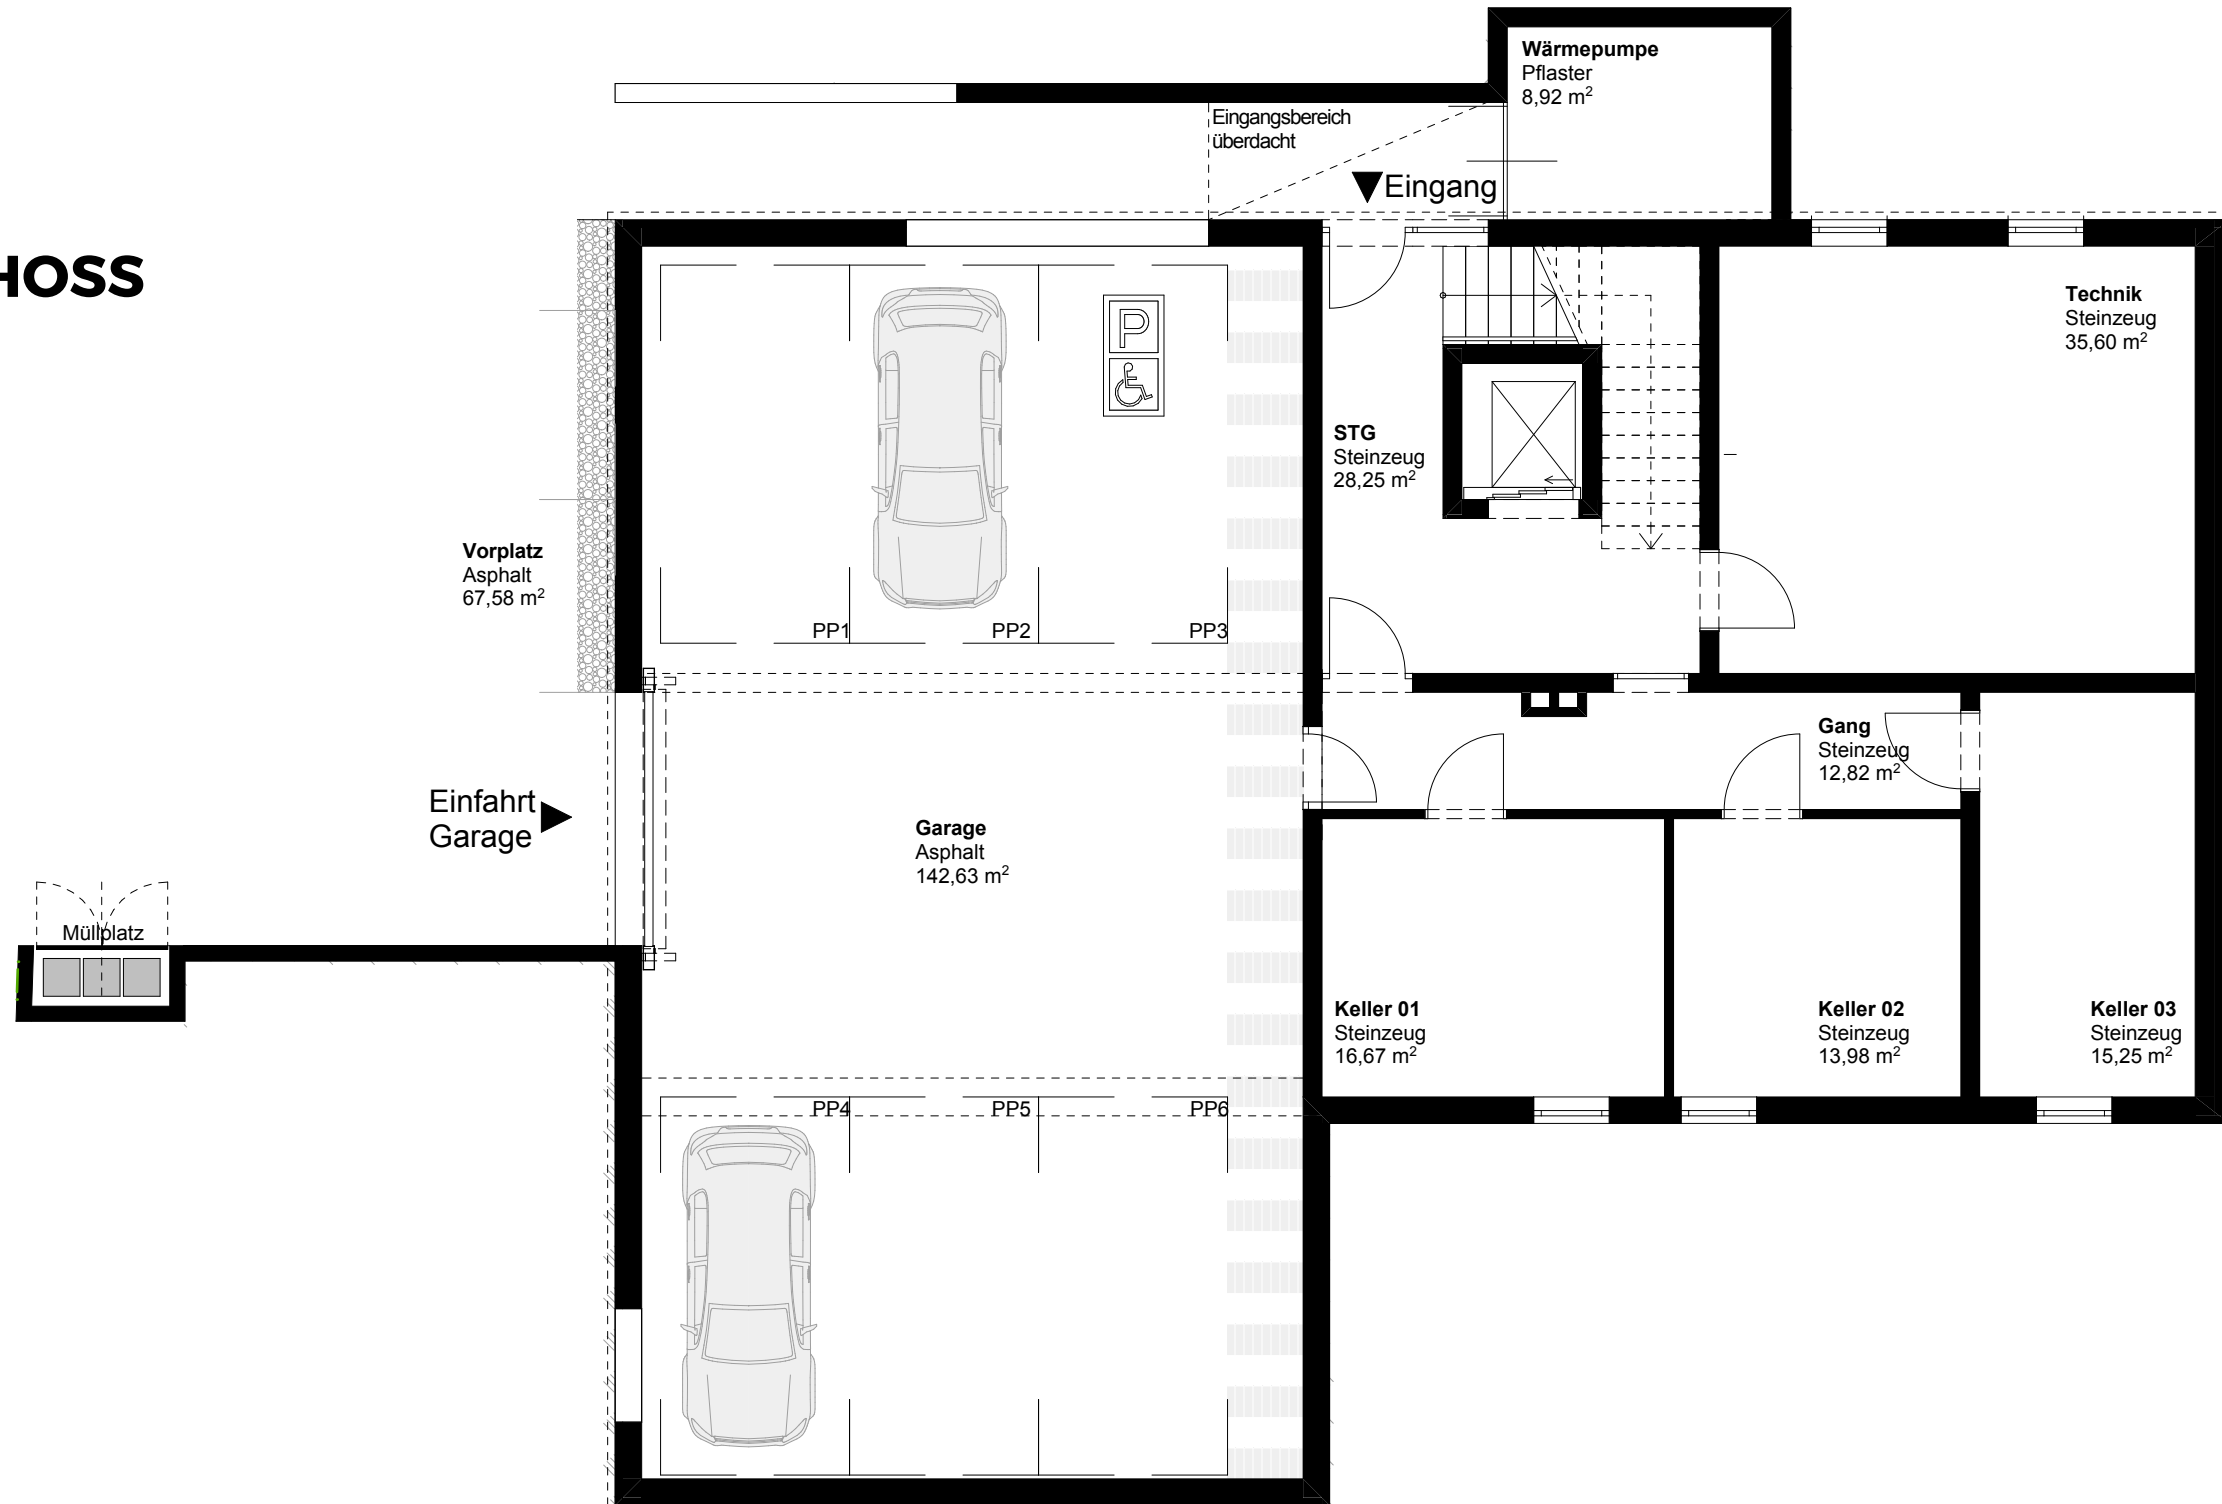 HOSS
Wärmepumpe
Pflaster
8,92 m²
Eingangsbereich
überdacht
Eingang
Technik
Steinzeug
35,60 m²
P
STG
Steinzeug
28,25 m²
Vorplatz
Asphalt
67,58 m²
PP1
PP2
PP3
Gang
Steinzeug
12,82 m²
Einfahrt
Garage
Garage
Asphalt
142,63 m²
Müllplatz
Keller 01
Steinzeug
16,67 m²
Keller 02
Steinzeug
13,98 m²
Keller 03
Steinzeug
15,25 m²
PP4
PP5
PP6